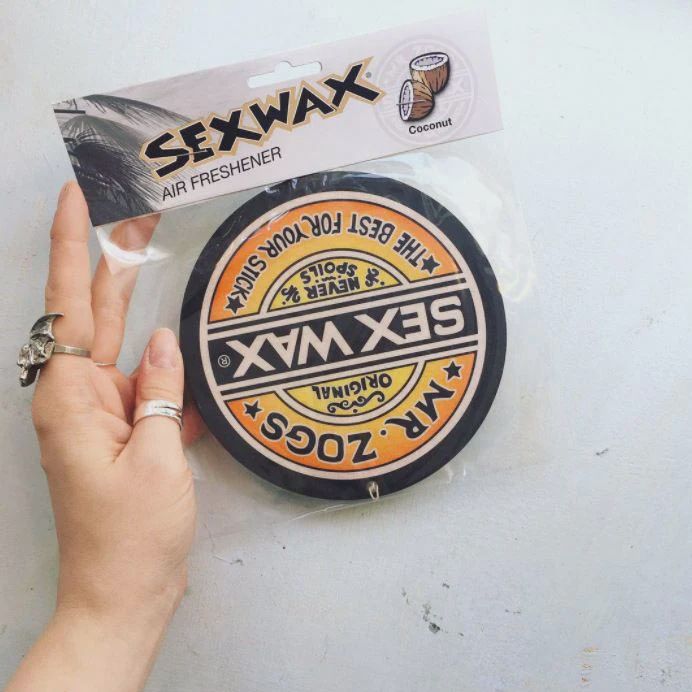 SEXWAX®
AIR FRESHENER
Coconut
MR. ZOGS
ORIGINAL
SEX WAX®
NEVER SPOILS
THE BEST FOR YOUR STICK